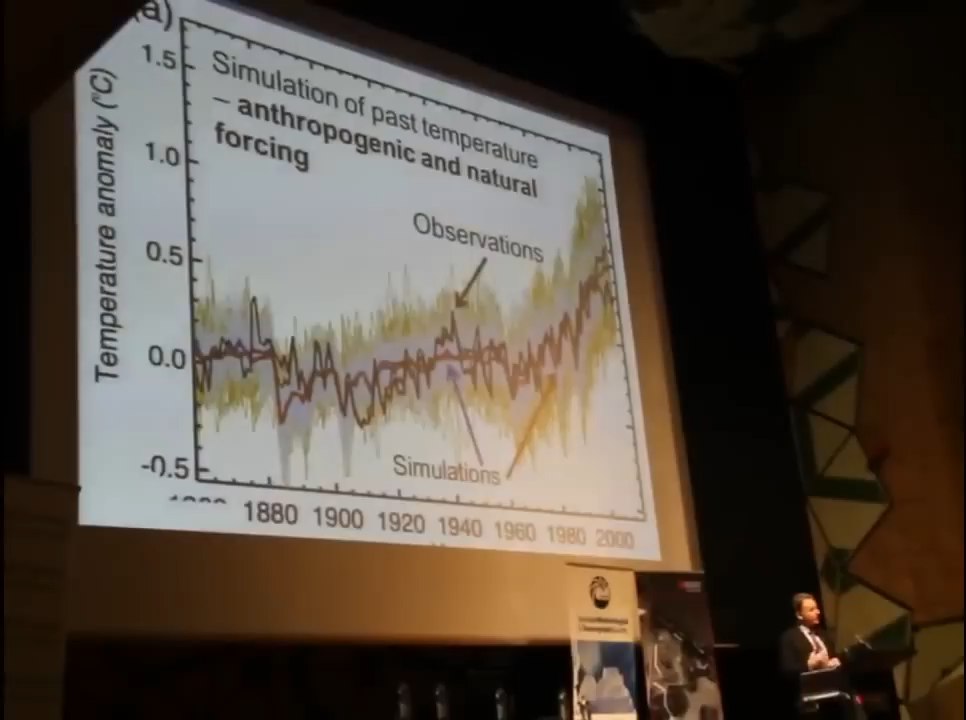 (a)
Simulation of past temperature
– anthropogenic and natural
forcing
Observations
Simulations
Temperature anomaly (°C)
1.5
1.0
0.5
0.0
-0.5
1880 1900 1920 1940 1960 1980 2000